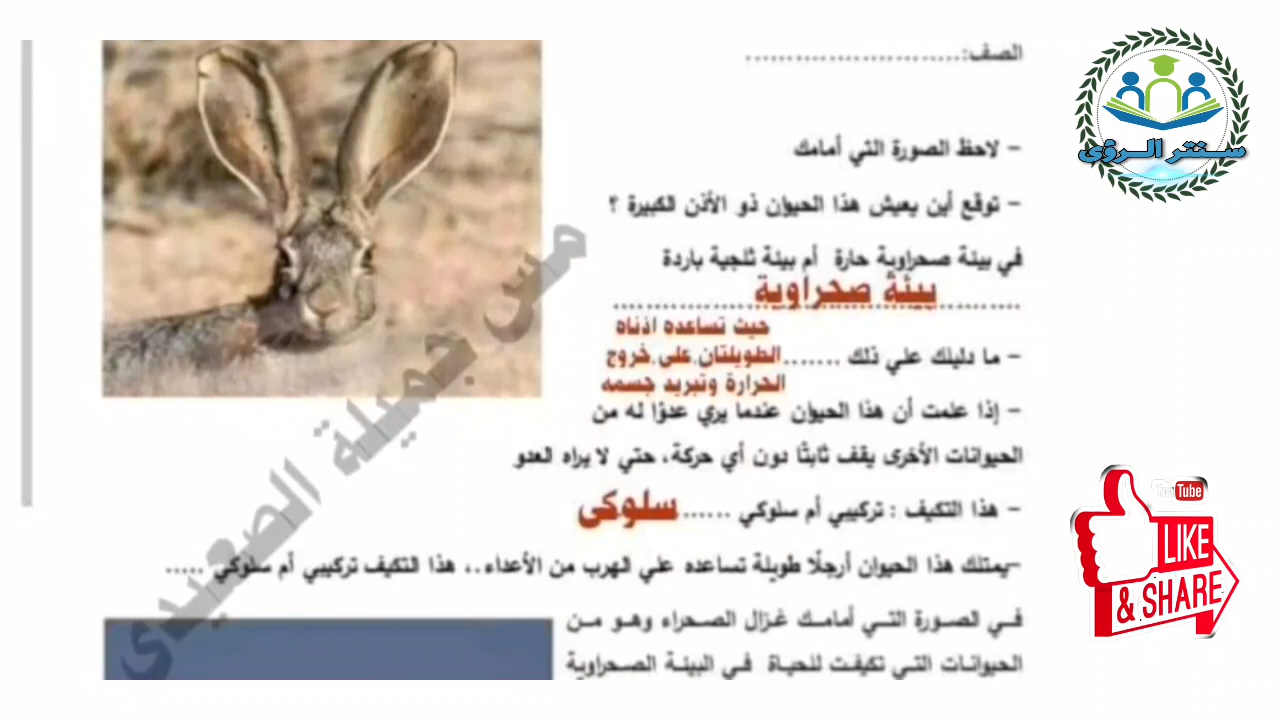 الصف:............................
– لاحظ الصورة التي أمامك
– توقع أين يعيش هذا الحيوان ذو الأذن الكبيرة ؟
في بيئة صحراوية حارة أم بيئة ثلجية باردة
بيئة صحراوية
– ما دليلك علي ذلك .......
حيث تساعده اذناه
الطويلتان على خروج
الحرارة وتبريد جسمه
– إذا علمت أن هذا الحيوان عندما يري عدوًا له من
الحيوانات الأخرى يقف ثابتًا دون أي حركة، حتي لا يراه العدو
– هذا التكيف : تركيبي أم سلوكي ...... سلوكى
–يمتلك هذا الحيوان أرجلًا طويلة تساعده علي الهرب من الأعداء.. هذا التكيف تركيبي أم سلوكي .....
في الصورة التي أمامك غزال الصحراء وهو من
الحيوانات التي تكيفت للحياة في البيئة الصحراوية
مس جميلة الصعيدى
سنتر الرؤى
YouTube
LIKE
& SHARE